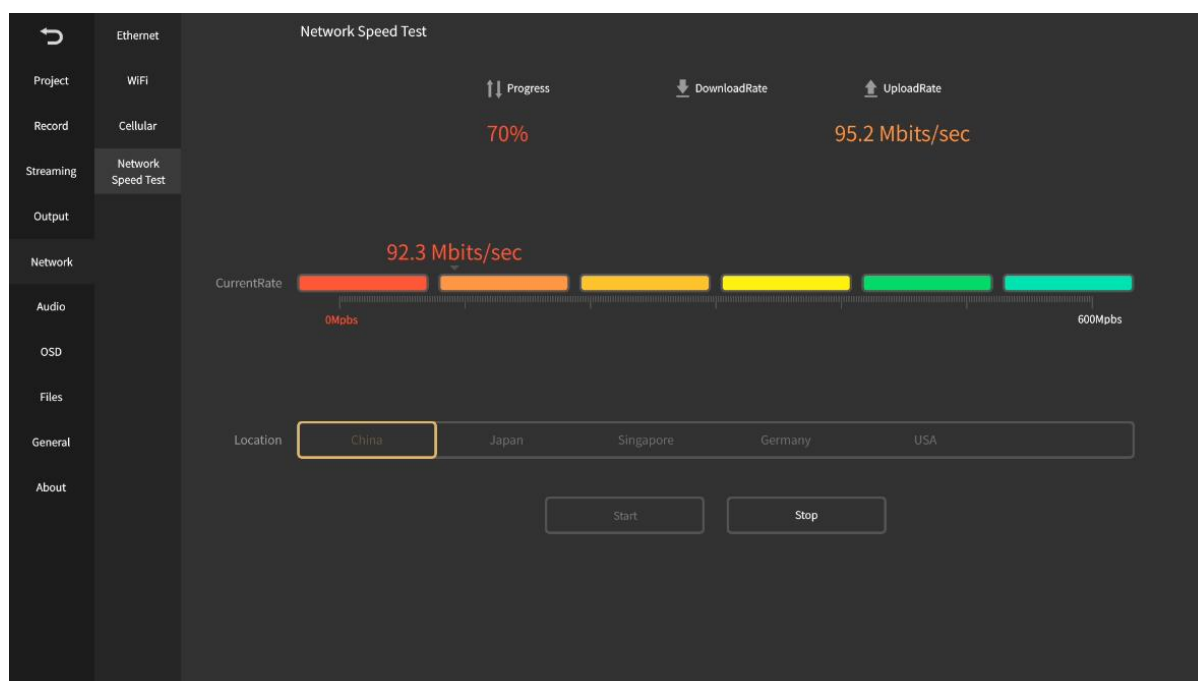 Project
Record
Streaming
Output
Network
Audio
OSD
Files
General
About
Ethernet
WiFi
Cellular
Network
Speed Test
Network Speed Test
Progress
DownloadRate
UploadRate
70%
95.2 Mbits/sec
92.3 Mbits/sec
CurrentRate
0Mpbs
600Mpbs
Location
China
Japan
Singapore
Germany
USA
Start
Stop